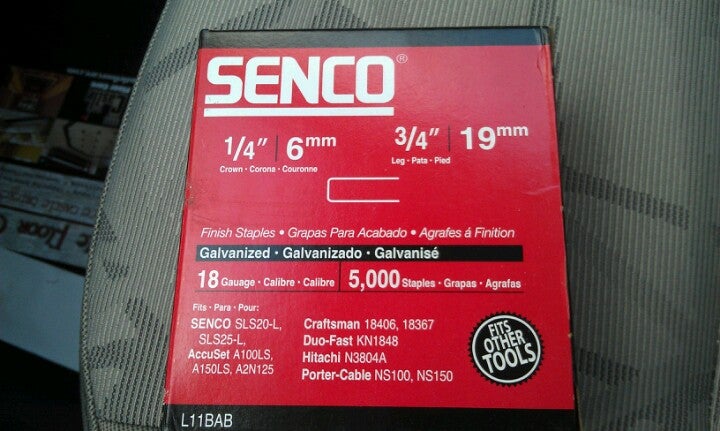 SENCO®
1/4" 6mm
Crown • Corona • Couronne
3/4" 19mm
Leg • Pata • Pied
Finish Staples • Grapas Para Acabado • Agrafes á Finition
Galvanized • Galvanizado • Galvanisé
18 Gauge • Calibre • Calibre 5,000 Staples • Grapas • Agrafas
Fits • Para • Pour:
SENCO SLS20-L,
SLS25-L,
AccuSet A100LS,
A150LS, A2N125
Craftsman 18406, 18367
Duo-Fast KN1848
Hitachi N3804A
Porter-Cable NS100, NS150
FITS
OTHER
TOOLS
L11BAB